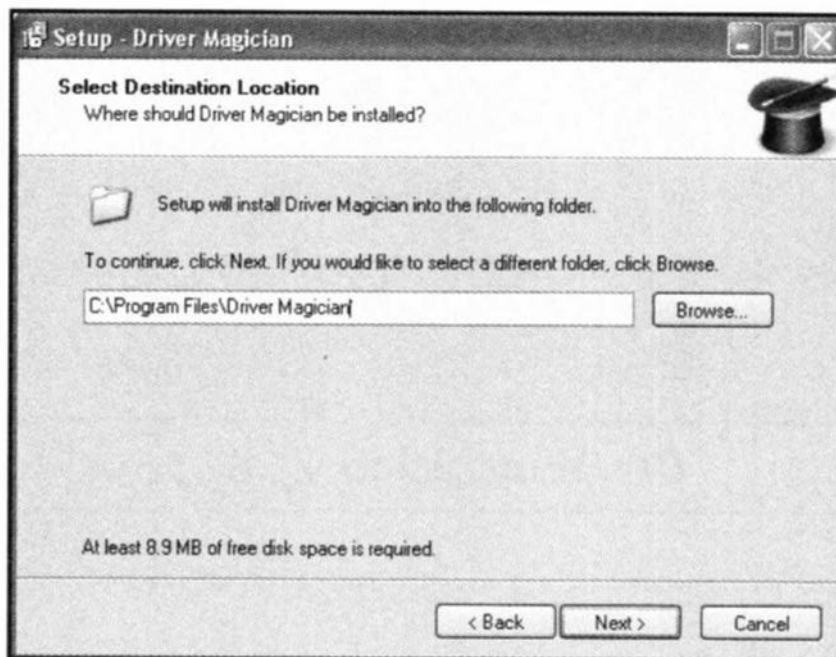 Setup - Driver Magician
Select Destination Location
Where should Driver Magician be installed?
Setup will install Driver Magician into the following folder.
To continue, click Next. If you would like to select a different folder, click Browse.
C:\Program Files\Driver Magician
Browse...
At least 8.9 MB of free disk space is required.
< Back
Next >
Cancel